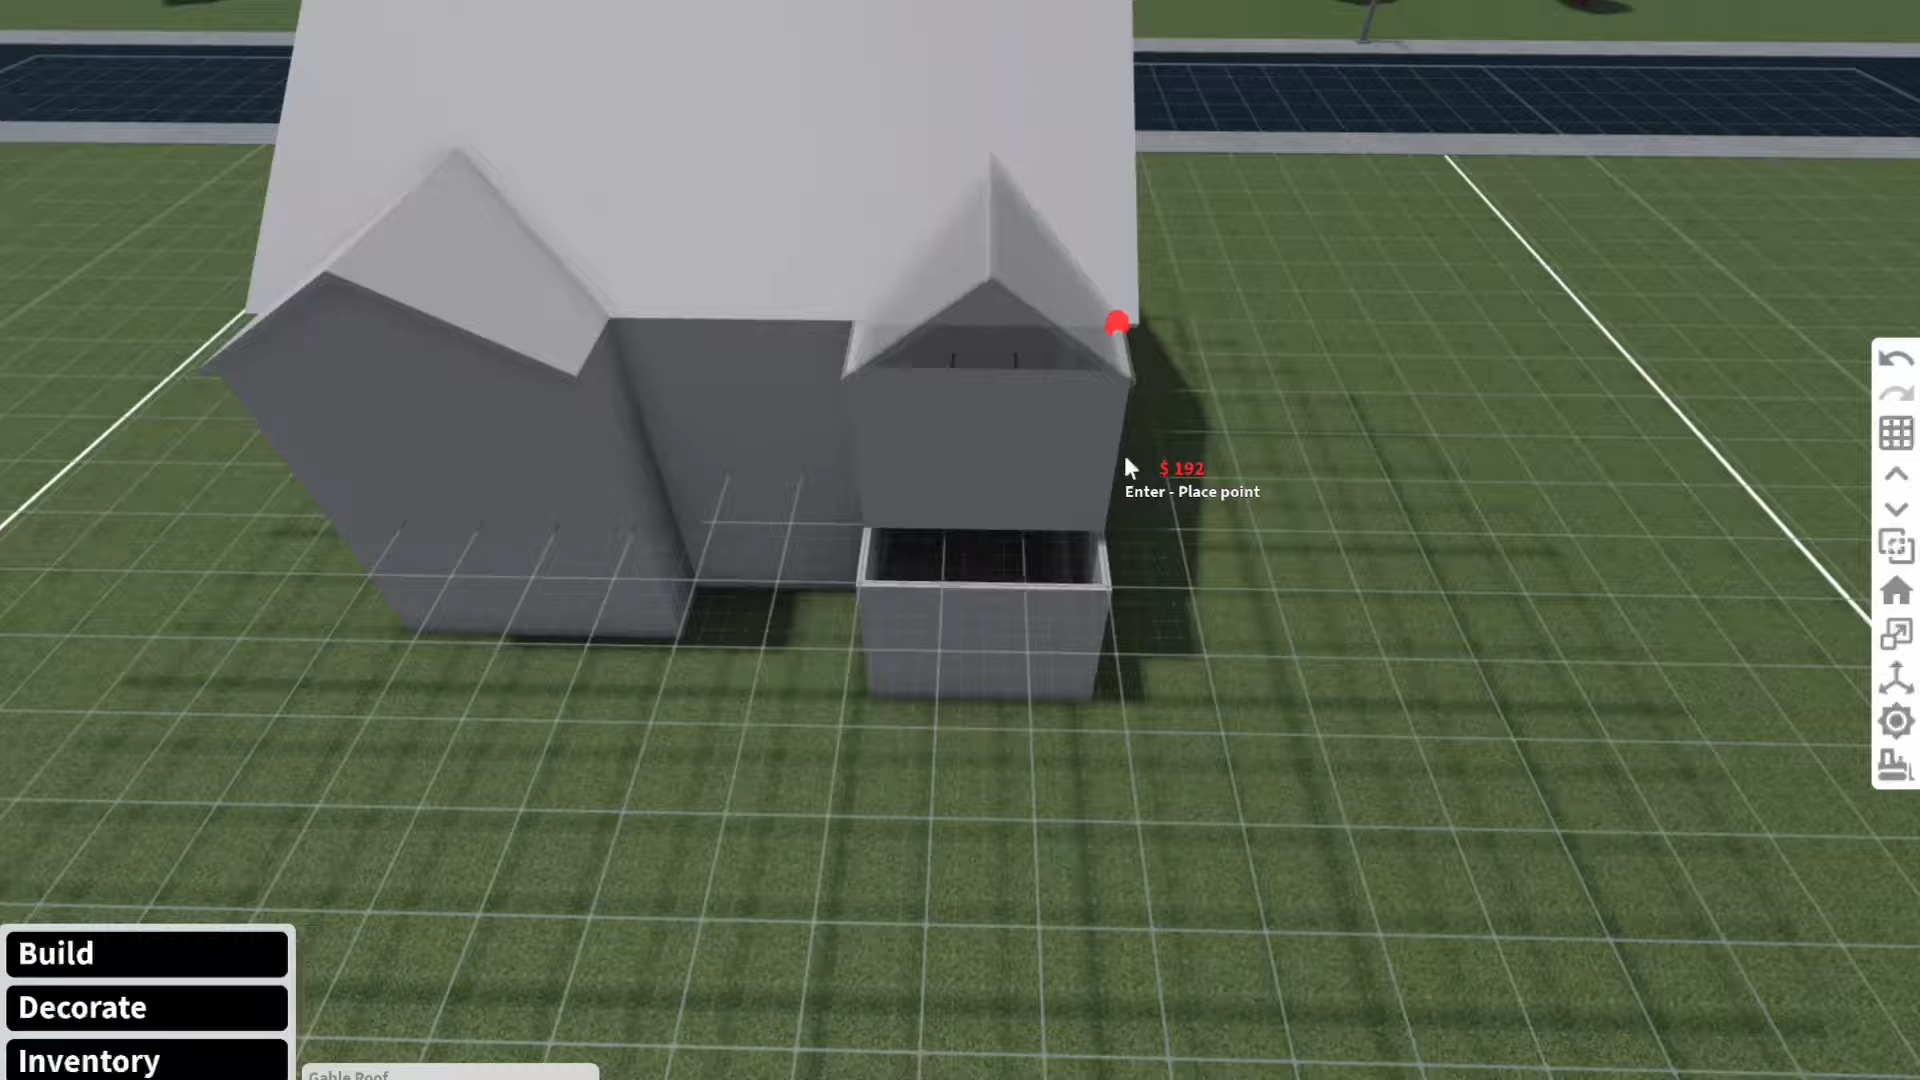 $ 192
Enter - Place point
Build
Decorate
Inventory
Gable Roof